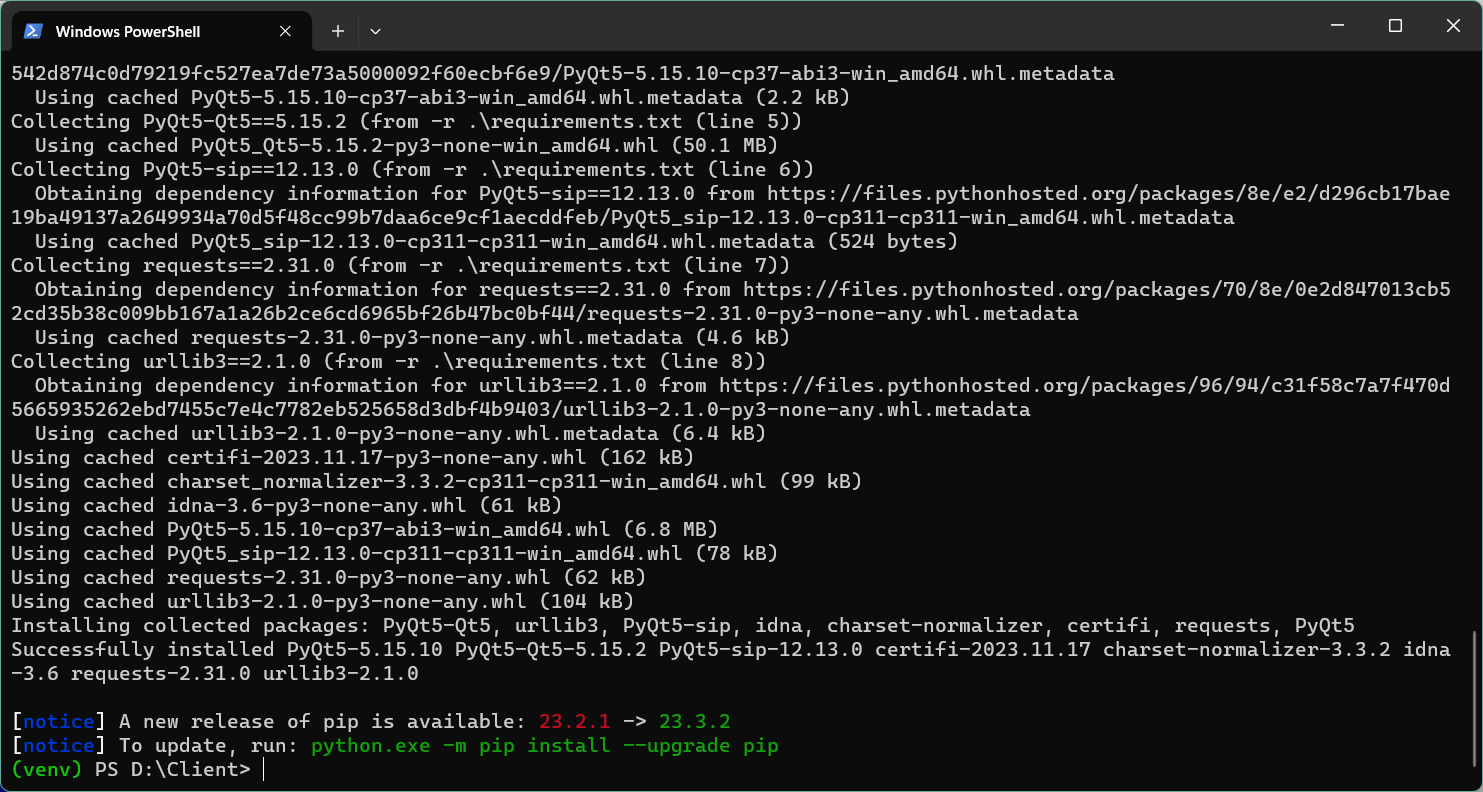 Windows PowerShell
542d874c0d79219fc527ea7de73a5000092f60ecbf6e9/PyQt5-5.15.10-cp37-abi3-win_amd64.whl.metadata
  Using cached PyQt5-5.15.10-cp37-abi3-win_amd64.whl.metadata (2.2 kB)
Collecting PyQt5-Qt5==5.15.2 (from -r .\requirements.txt (line 5))
  Using cached PyQt5_Qt5-5.15.2-py3-none-win_amd64.whl (50.1 MB)
Collecting PyQt5-sip==12.13.0 (from -r .\requirements.txt (line 6))
  Obtaining dependency information for PyQt5-sip==12.13.0 from https://files.pythonhosted.org/packages/8e/e2/d296cb17bae
19ba49137a2649934a70d5f48cc99b7daa6ce9cf1aecddfeb/PyQt5_sip-12.13.0-cp311-cp311-win_amd64.whl.metadata
  Using cached PyQt5_sip-12.13.0-cp311-cp311-win_amd64.whl.metadata (524 bytes)
Collecting requests==2.31.0 (from -r .\requirements.txt (line 7))
  Obtaining dependency information for requests==2.31.0 from https://files.pythonhosted.org/packages/70/8e/0e2d847013cb5
2cd35b38c009bb167a1a26b2ce6cd6965bf26b47bc0bf44/requests-2.31.0-py3-none-any.whl.metadata
  Using cached requests-2.31.0-py3-none-any.whl.metadata (4.6 kB)
Collecting urllib3==2.1.0 (from -r .\requirements.txt (line 8))
  Obtaining dependency information for urllib3==2.1.0 from https://files.pythonhosted.org/packages/96/94/c31f58c7a7f470d
5665935262ebd7455c7e4c7782eb525658d3dbf4b9403/urllib3-2.1.0-py3-none-any.whl.metadata
  Using cached urllib3-2.1.0-py3-none-any.whl.metadata (6.4 kB)
Using cached certifi-2023.11.17-py3-none-any.whl (162 kB)
Using cached charset_normalizer-3.3.2-cp311-cp311-win_amd64.whl (99 kB)
Using cached idna-3.6-py3-none-any.whl (61 kB)
Using cached PyQt5-5.15.10-cp37-abi3-win_amd64.whl (6.8 MB)
Using cached PyQt5_sip-12.13.0-cp311-cp311-win_amd64.whl (78 kB)
Using cached requests-2.31.0-py3-none-any.whl (62 kB)
Using cached urllib3-2.1.0-py3-none-any.whl (104 kB)
Installing collected packages: PyQt5-Qt5, urllib3, PyQt5-sip, idna, charset-normalizer, certifi, requests, PyQt5
Successfully installed PyQt5-5.15.10 PyQt5-Qt5-5.15.2 PyQt5-sip-12.13.0 certifi-2023.11.17 charset-normalizer-3.3.2 idna
-3.6 requests-2.31.0 urllib3-2.1.0

[notice] A new release of pip is available: 23.2.1 -> 23.3.2
[notice] To update, run: python.exe -m pip install --upgrade pip
(venv) PS D:\Client>